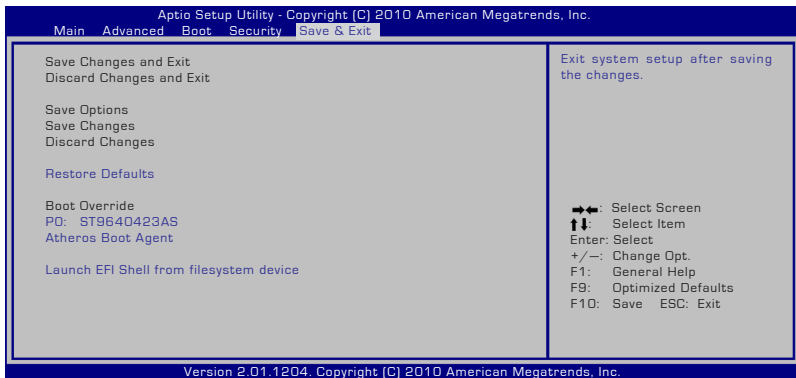 Aptio Setup Utility - Copyright (C) 2010 American Megatrends, Inc.
Main Advanced Boot Security Save & Exit
Save Changes and Exit
Discard Changes and Exit
Save Options
Save Changes
Discard Changes
Restore Defaults
Boot Override
P0: ST9640423AS
Atheros Boot Agent
Launch EFI Shell from filesystem device
Exit system setup after saving
the changes.
→←: Select Screen
↑↓: Select Item
Enter: Select
+/—: Change Opt.
F1: General Help
F9: Optimized Defaults
F10: Save ESC: Exit
Version 2.01.1204. Copyright (C) 2010 American Megatrends, Inc.